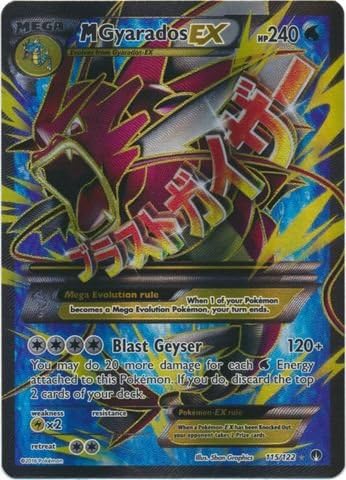 MEGA
M Gyarados EX HP240
Evolves from Gyarados-EX
ブラストガイザー
Mega Evolution rule
When 1 of your Pokémon
becomes a Mega Evolution Pokémon, your turn ends.
Blast Geyser 120+
You may do 20 more damage for each Energy
attached to this Pokémon. If you do, discard the top
2 cards of your deck.
weakness
×2
resistance
retreat
Pokémon-EX rule
When a Pokémon-EX has been Knocked Out,
your opponent takes 2 Prize cards.
©2016 Pokémon
Illus. 5ban Graphics
115/122